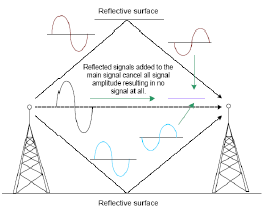 Reflective surface
Reflected signals added to the
main signal cancel all signal
amplitude resulting in no
signal at all.
Reflective surface